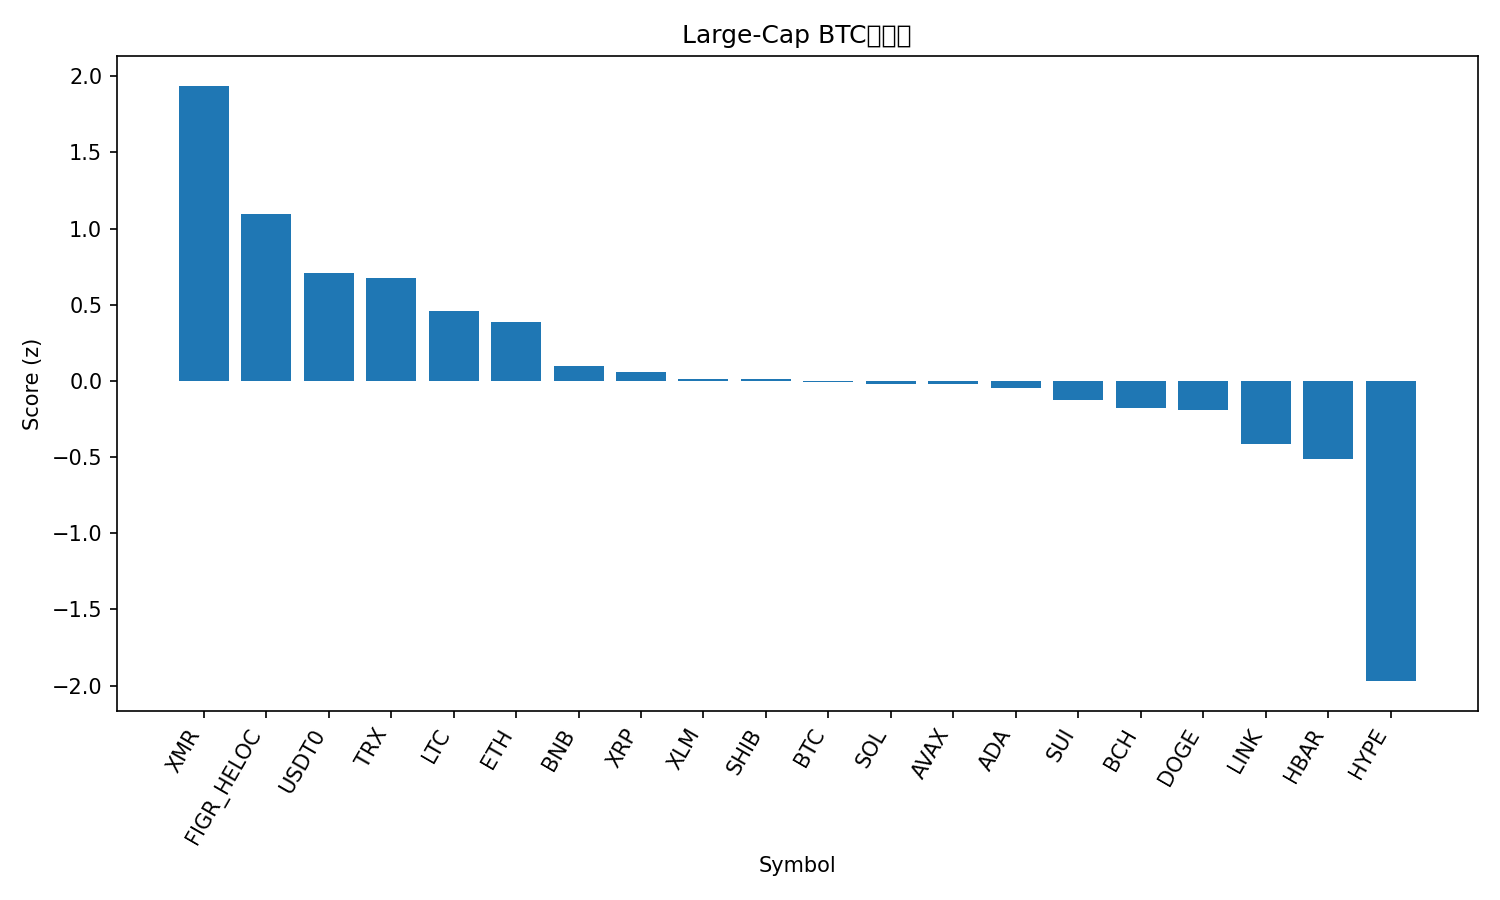 Large-Cap BTC
Score (z)
2.0
1.5
1.0
0.5
0.0
−0.5
−1.0
−1.5
−2.0
XMR
FIGR_HELOC
USDT0
TRX
LTC
ETH
BNB
XRP
XLM
SHIB
BTC
SOL
AVAX
ADA
SUI
BCH
DOGE
LINK
HBAR
HYPE
Symbol